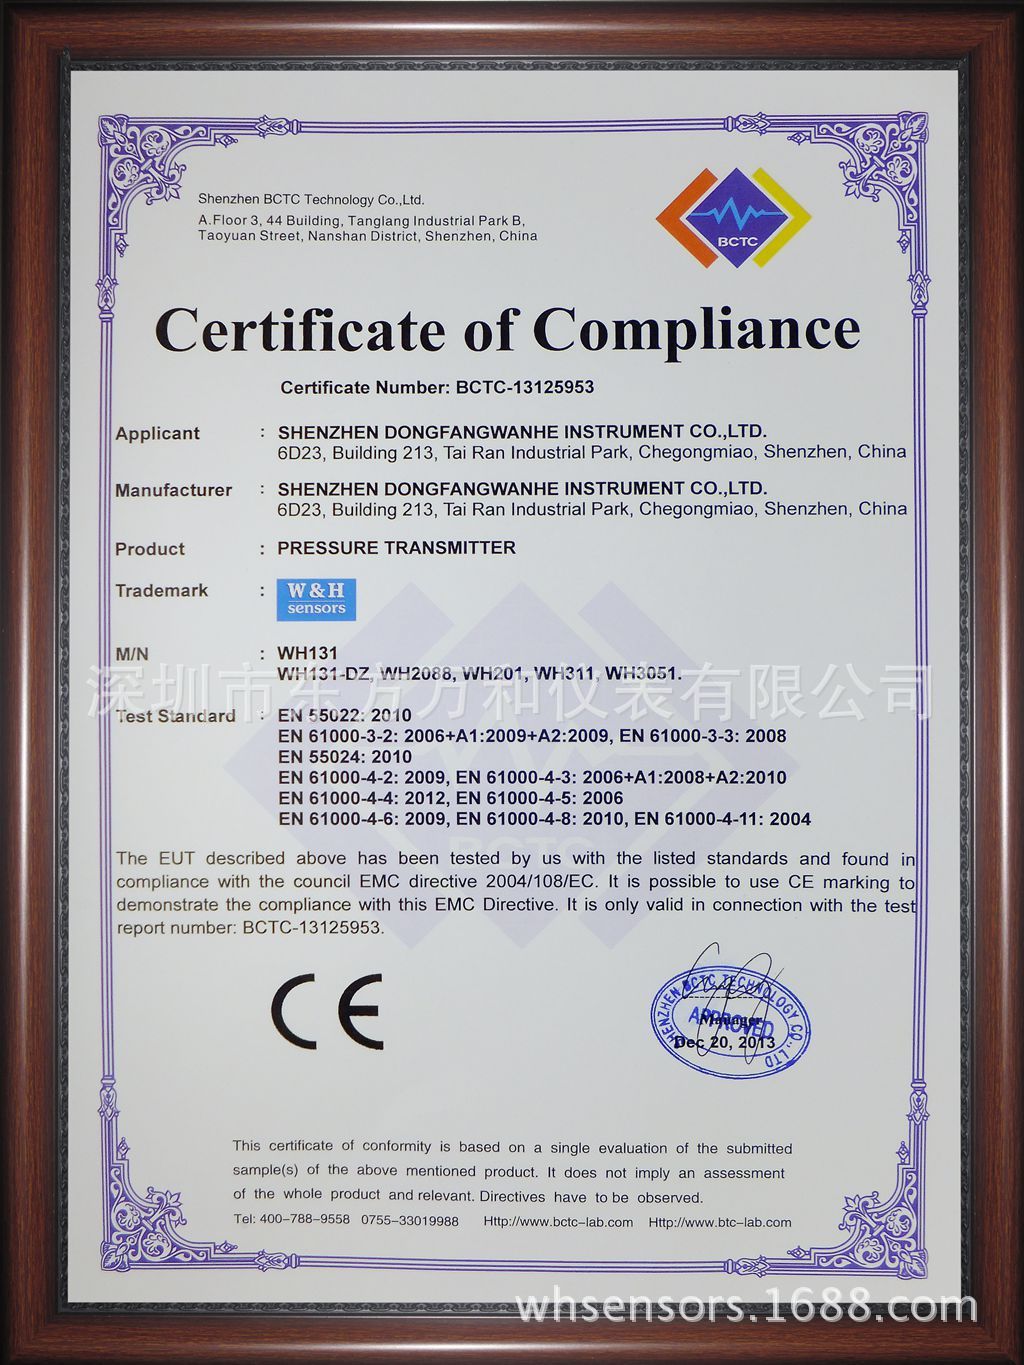 Shenzhen BCTC Technology Co.,Ltd.
A.Floor 3, 44 Building, Tanglang Industrial Park B,
Taoyuan Street, Nanshan District, Shenzhen, China
BCTC
Certificate of Compliance
Certificate Number: BCTC-13125953
Applicant : SHENZHEN DONGFANGWANHE INSTRUMENT CO.,LTD.
6D23, Building 213, Tai Ran Industrial Park, Chegongmiao, Shenzhen, China
Manufacturer : SHENZHEN DONGFANGWANHE INSTRUMENT CO.,LTD.
6D23, Building 213, Tai Ran Industrial Park, Chegongmiao, Shenzhen, China
Product : PRESSURE TRANSMITTER
Trademark : W&H
sensors
M/N : WH131
WH131-DZ, WH2088, WH201, WH311, WH3051.
深圳市东方万和仪表有限公司
Test Standard : EN 55022: 2010
EN 61000-3-2: 2006+A1:2009+A2:2009, EN 61000-3-3: 2008
EN 55024: 2010
EN 61000-4-2: 2009, EN 61000-4-3: 2006+A1:2008+A2:2010
EN 61000-4-4: 2012, EN 61000-4-5: 2006
EN 61000-4-6: 2009, EN 61000-4-8: 2010, EN 61000-4-11: 2004
BCTC
The EUT described above has been tested by us with the listed standards and found in
compliance with the council EMC directive 2004/108/EC. It is possible to use CE marking to
demonstrate the compliance with this EMC Directive. It is only valid in connection with the test
report number: BCTC-13125953.
CE
SHENZHEN BCTC TECHNOLOGY CO., LTD
APPROVED
Manager
Dec 20, 2013
This certificate of conformity is based on a single evaluation of the submitted
sample(s) of the above mentioned product. It does not imply an assessment
of the whole product and relevant. Directives have to be observed.
Tel: 400-788-9558 0755-33019988 Http://www.bctc-lab.com Http://www.btc-lab.com
whsensors.1688.com